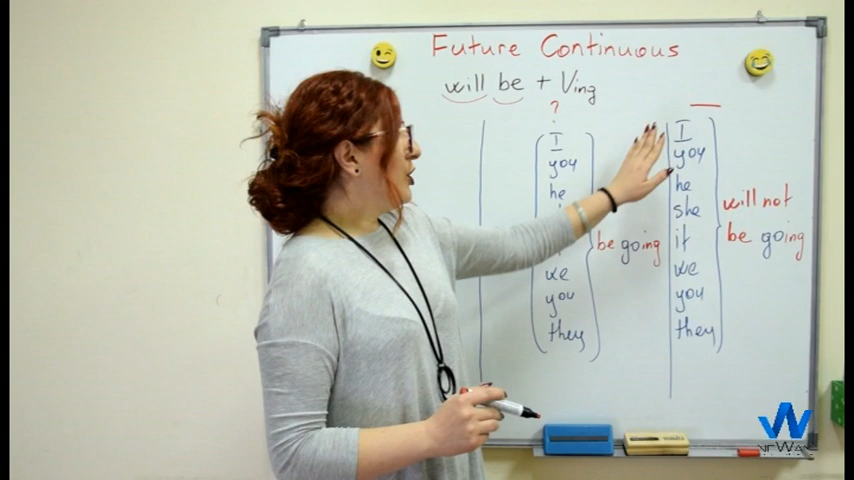 Future Continuous
will be + Ving
?
I
you
he
we
you
they
be going
I
you
he
she
it
we
you
they
will not
be going